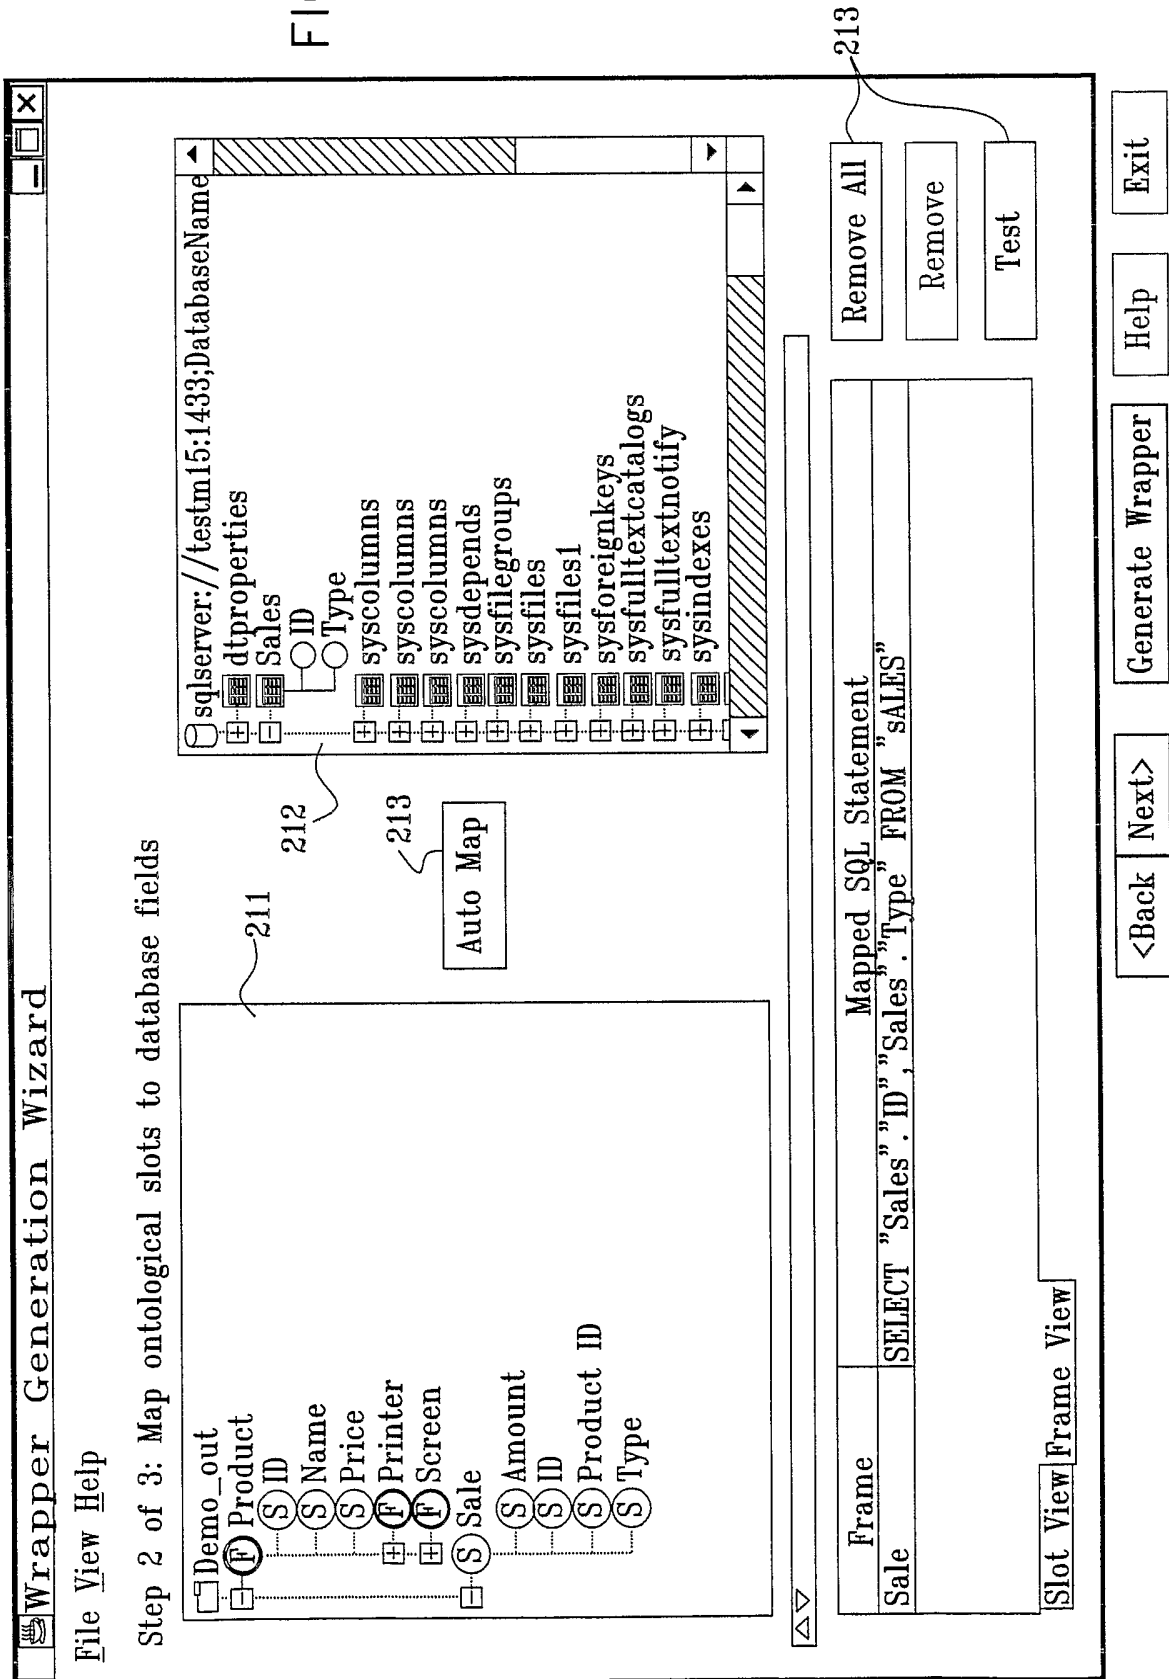 FI
Wrapper Generation Wizard
File View Help
Step 2 of 3: Map ontological slots to database fields
Demo_out
F Product
S ID
S Name
S Price
F Printer
F Screen
S Sale
S Amount
S ID
S Product ID
S Type
211
Auto Map
213
212
sqlserver://testm15:1433;DatabaseName
dtproperties
Sales
ID
Type
syscolumns
syscolumns
syscolumns
sysdepends
sysfilegroups
sysfiles
sysfiles1
sysforeignkeys
sysfulltextcatalogs
sysfulltextnotify
sysindexes
Frame
Mapped SQL Statement
Sale
SELECT "Sales"."ID","Sales"."Type" FROM "sALES"
Slot View Frame View
Remove All
Remove
Test
213
<Back Next> Generate Wrapper Help Exit